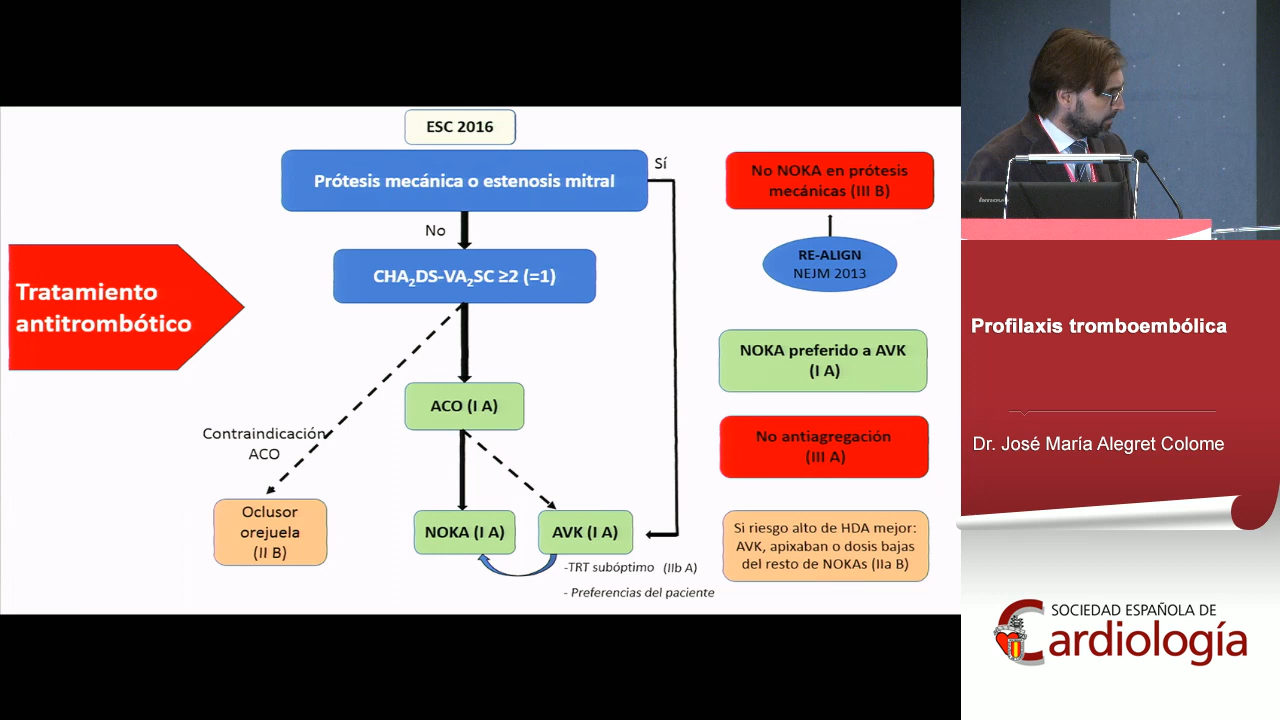 ESC 2016
Prótesis mecánica o estenosis mitral
Sí
No
CHA2DS-VA2SC ≥2 (=1)
Tratamiento
antitrombótico
ACO (I A)
Contraindicación
ACO
Oclusor
orejuela
(II B)
NOKA (I A)
AVK (I A)
-TRT subóptimo (IIb A)
- Preferencias del paciente
No NOKA en prótesis
mecánicas (III B)
RE-ALIGN
NEJM 2013
NOKA preferido a AVK
(I A)
No antiagregación
(III A)
Si riesgo alto de HDA mejor:
AVK, apixaban o dosis bajas
del resto de NOKAs (IIa B)
Profilaxis tromboembólica
Dr. José María Alegret Colome
SOCIEDAD ESPAÑOLA DE
Cardiología